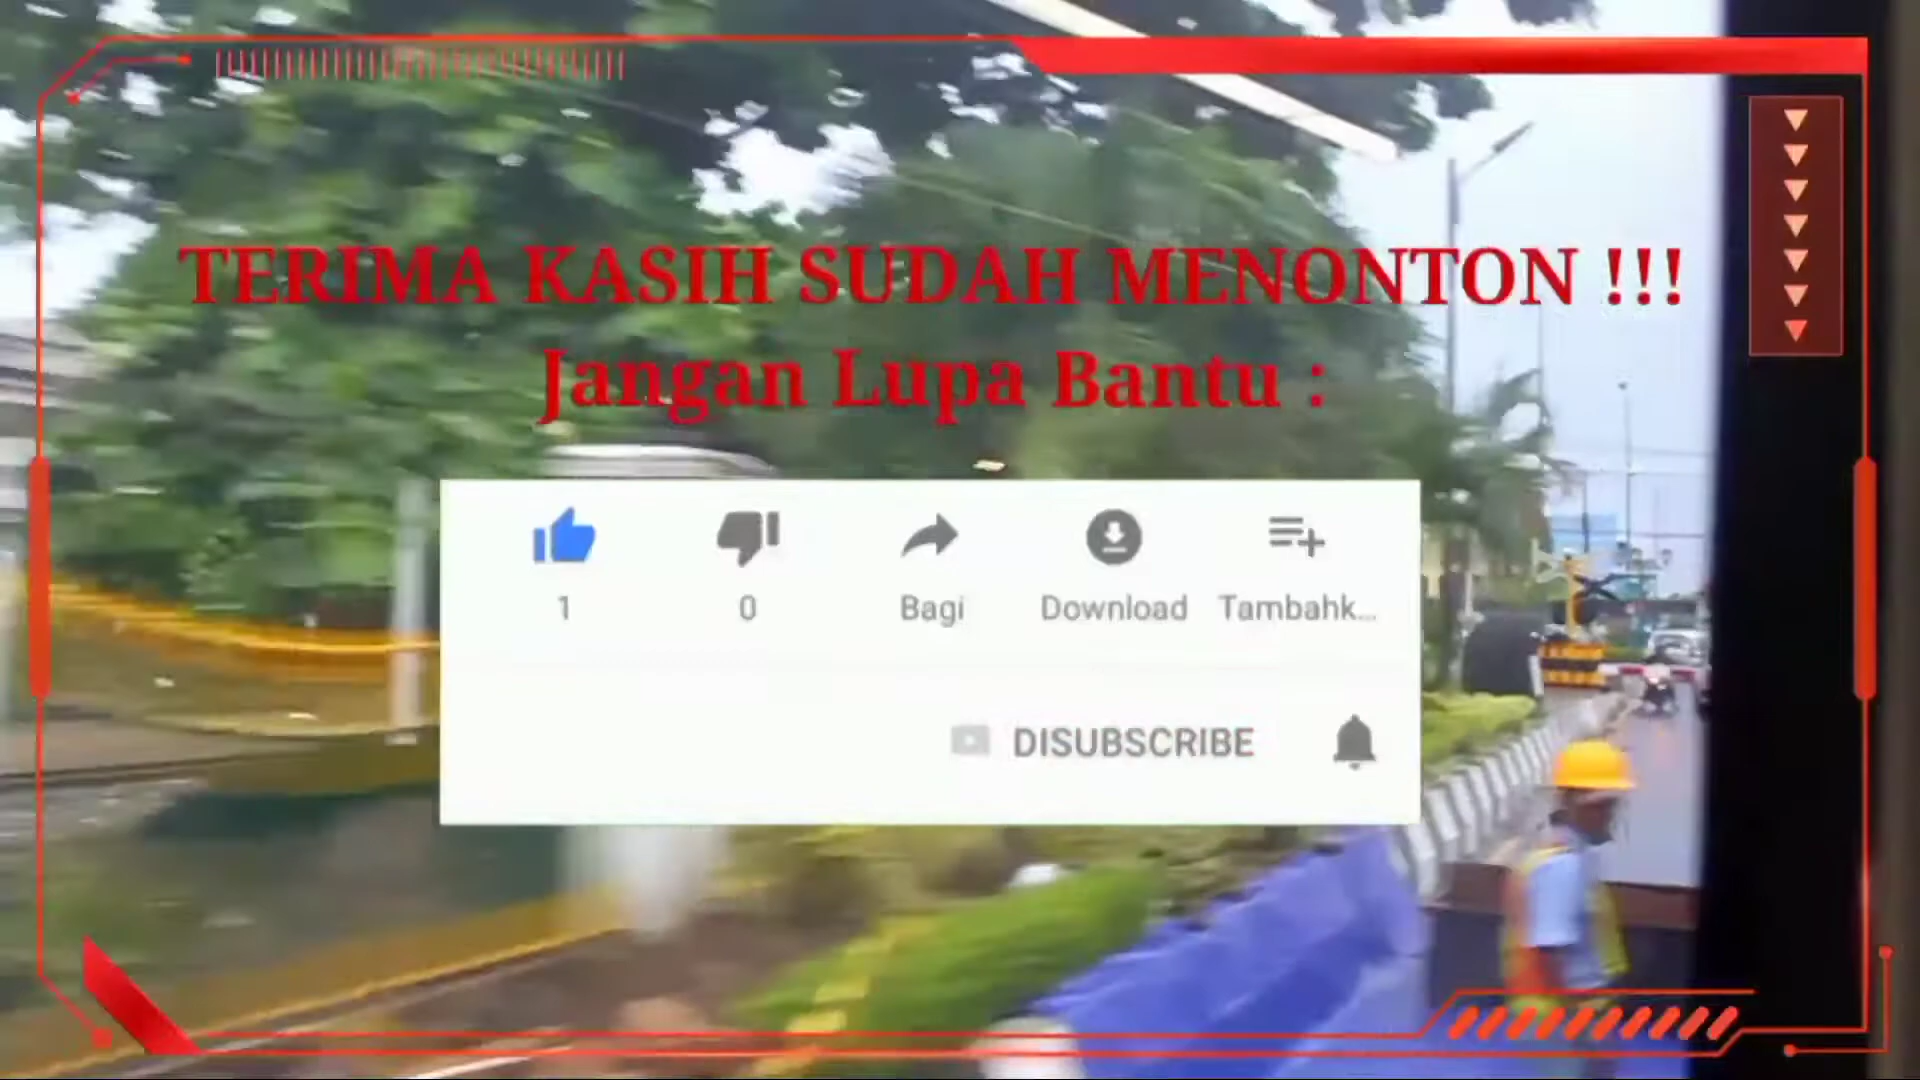 TERIMA KASIH SUDAH MENONTON !!!
Jangan Lupa Bantu :
1 0 Bagi Download Tambahk...
DISUBSCRIBE